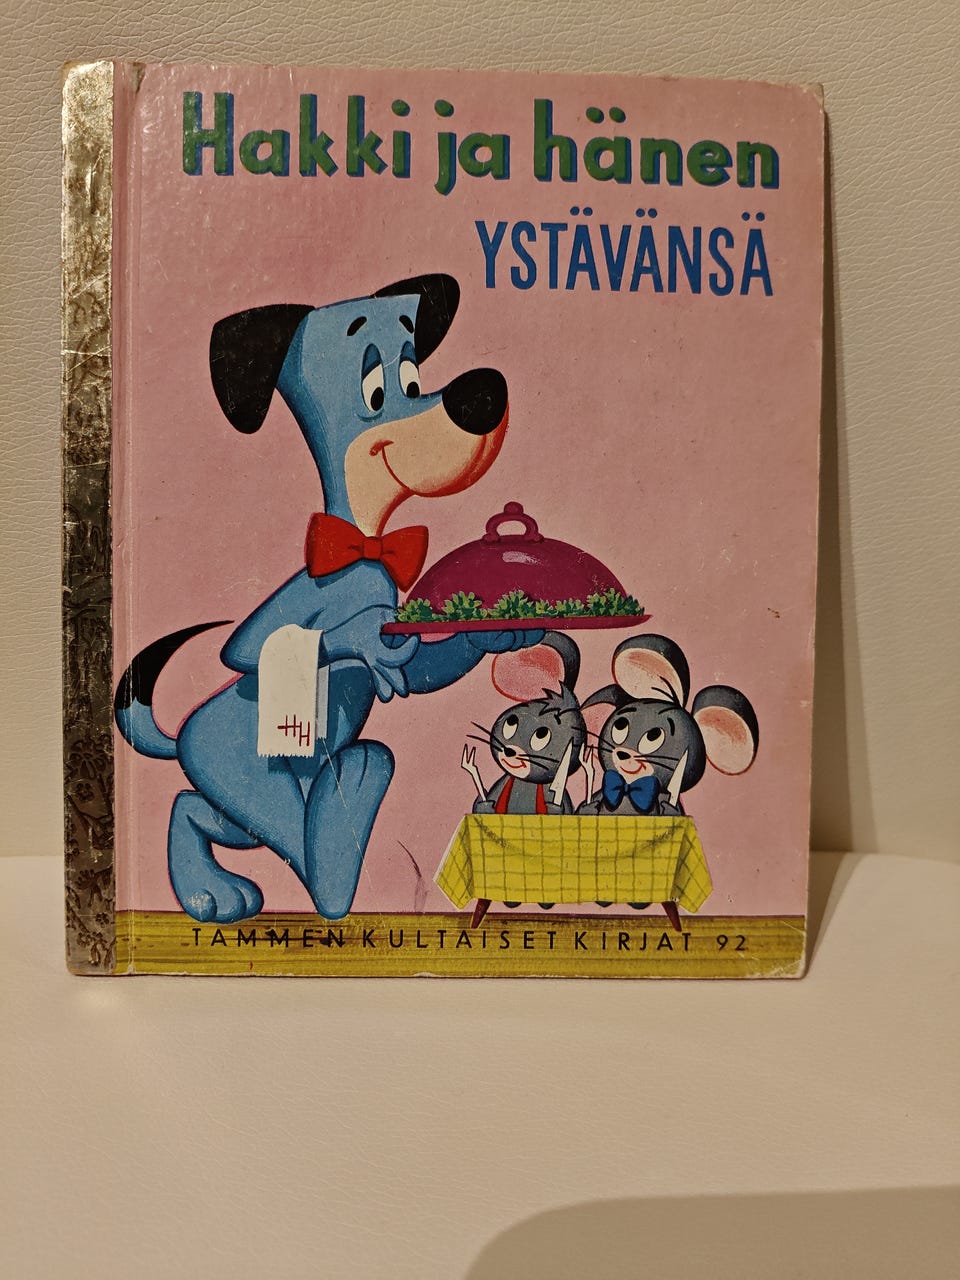 Hakki ja hänen
YSTÄVÄNSÄ
HH
TAMMEN KULTAISET KIRJAT 92